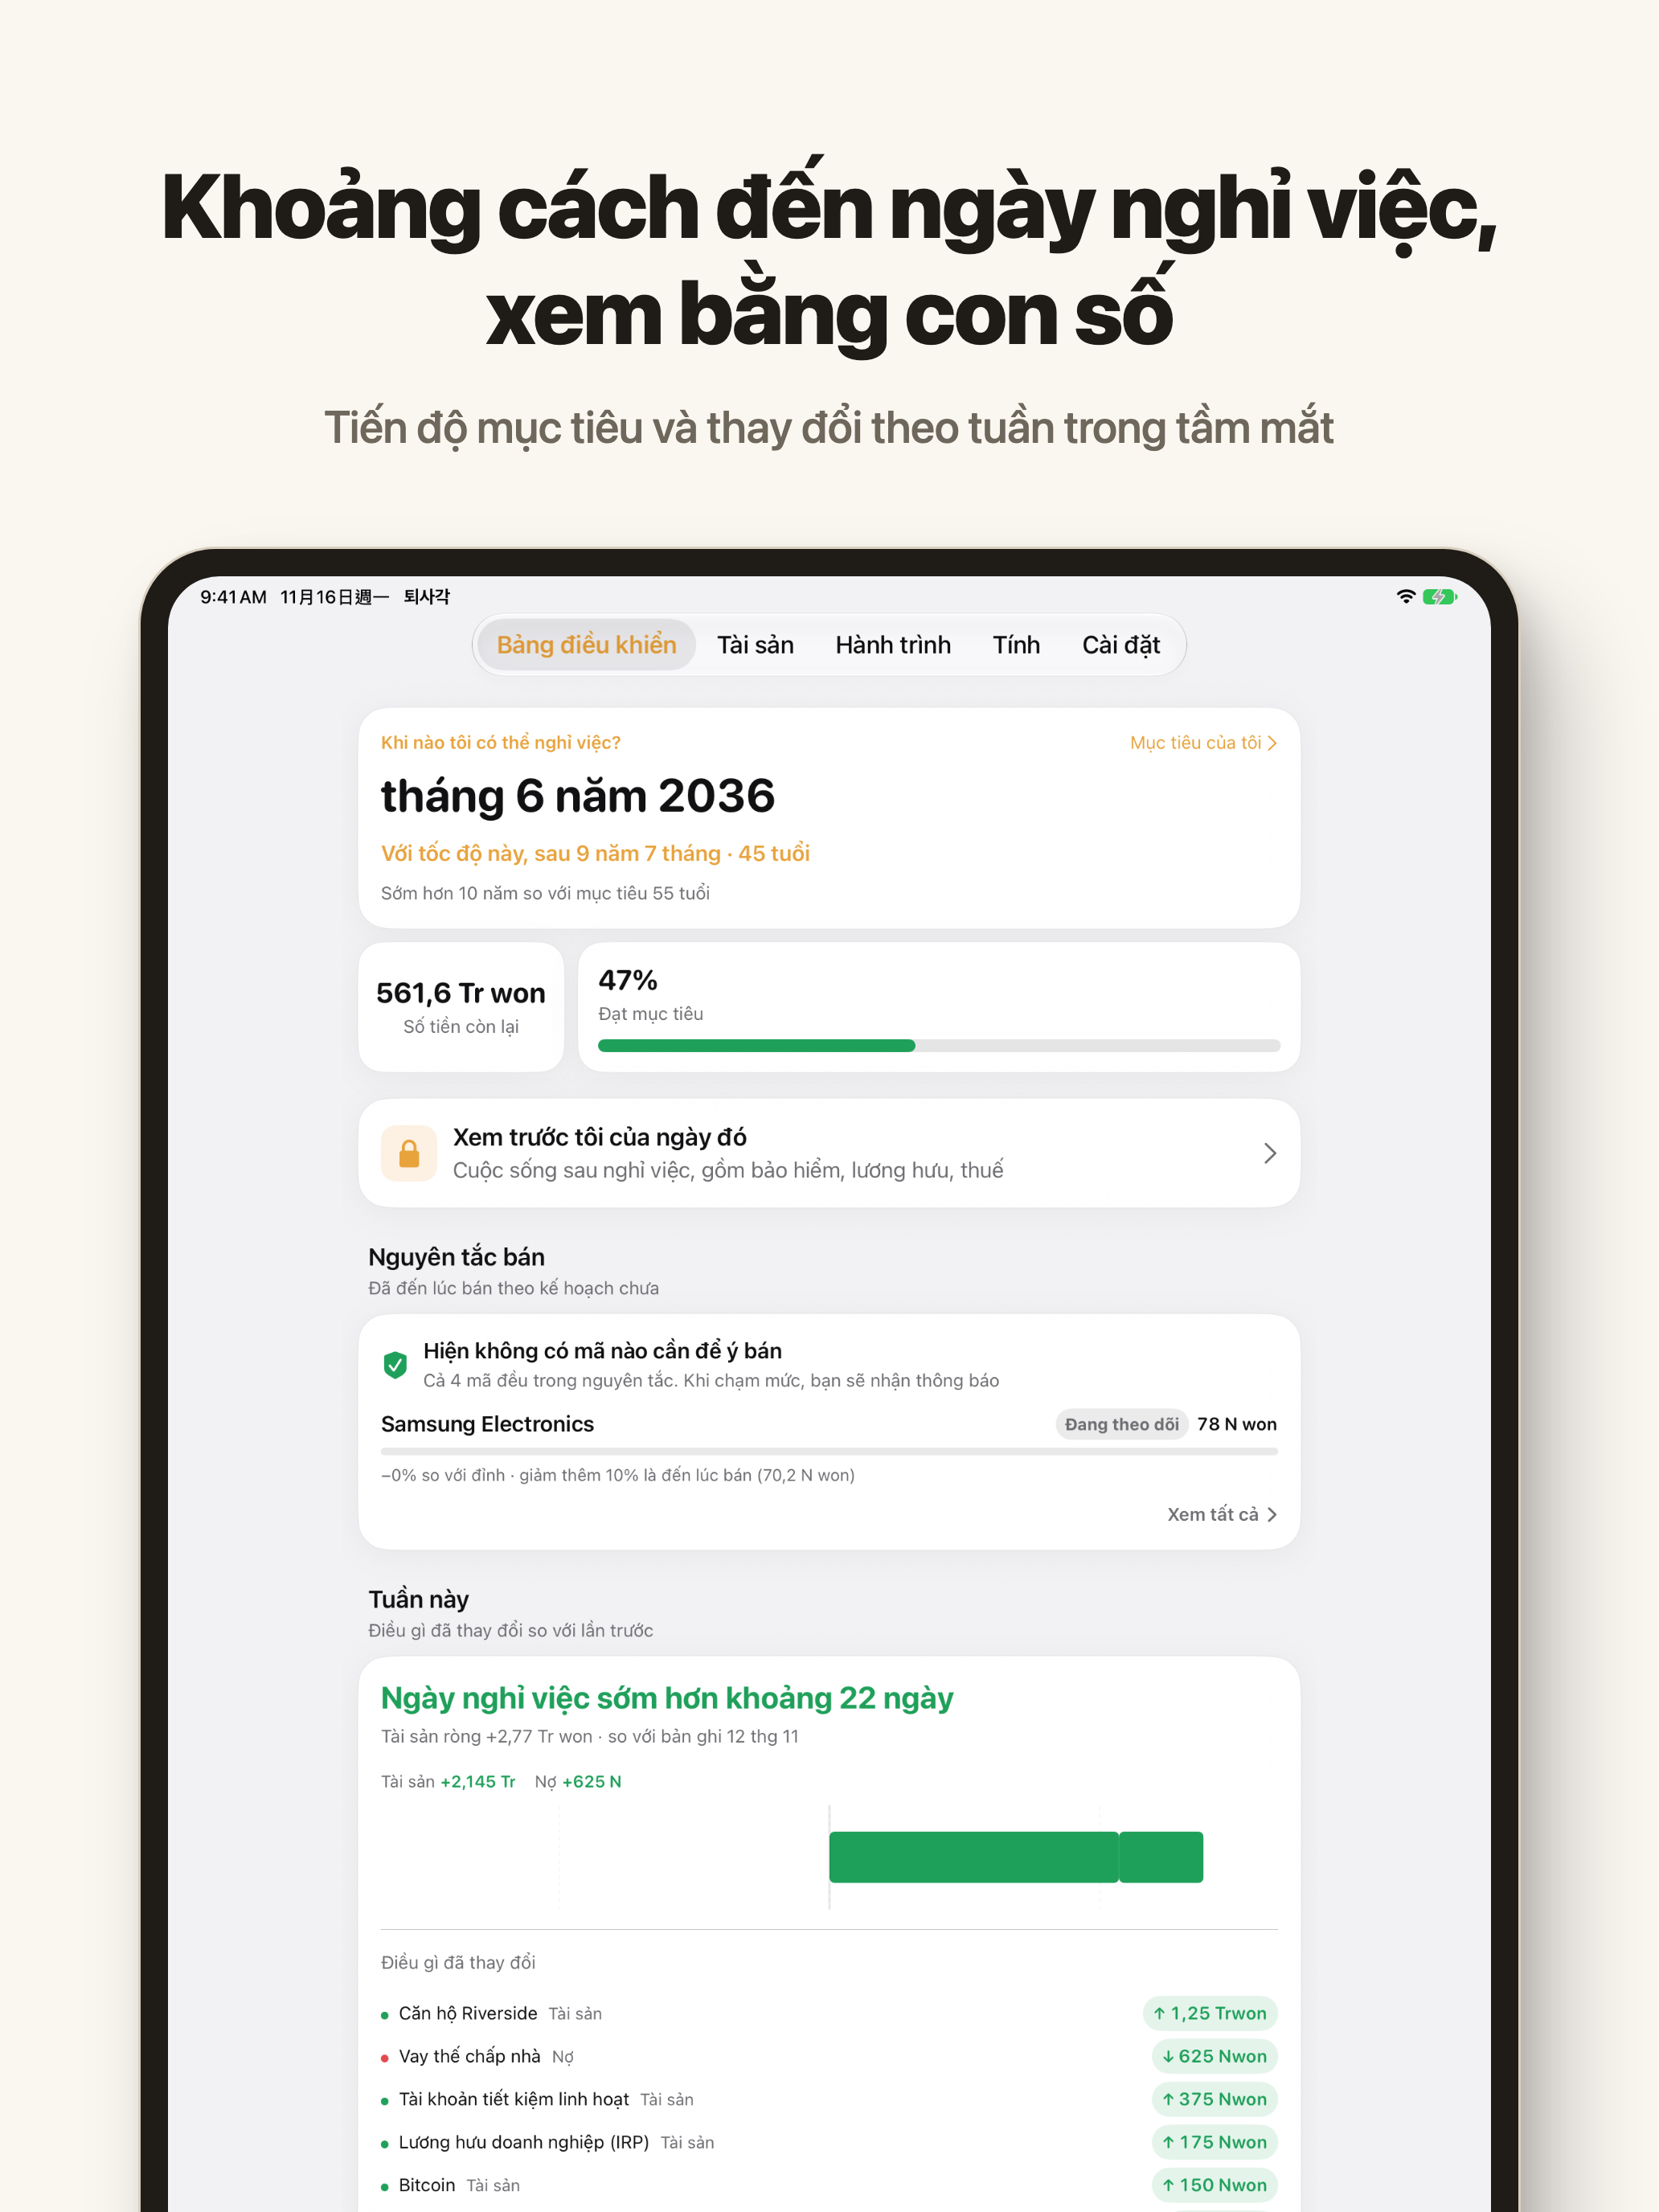 Khoảng cách đến ngày nghỉ việc,
xem bằng con số
Tiến độ mục tiêu và thay đổi theo tuần trong tầm mắt
9:41 AM 11月16日週一 퇴사각
Bảng điều khiển Tài sản Hành trình Tính Cài đặt
Khi nào tôi có thể nghỉ việc? Mục tiêu của tôi
tháng 6 năm 2036
Với tốc độ này, sau 9 năm 7 tháng · 45 tuổi
Sớm hơn 10 năm so với mục tiêu 55 tuổi
561,6 Tr won
Số tiền còn lại
47%
Đạt mục tiêu
Xem trước tôi của ngày đó
Cuộc sống sau nghỉ việc, gồm bảo hiểm, lương hưu, thuế
Nguyên tắc bán
Đã đến lúc bán theo kế hoạch chưa
Hiện không có mã nào cần để ý bán
Cả 4 mã đều trong nguyên tắc. Khi chạm mức, bạn sẽ nhận thông báo
Samsung Electronics Đang theo dõi 78 N won
−0% so với đỉnh · giảm thêm 10% là đến lúc bán (70,2 N won)
Xem tất cả
Tuần này
Điều gì đã thay đổi so với lần trước
Ngày nghỉ việc sớm hơn khoảng 22 ngày
Tài sản ròng +2,77 Tr won · so với bản ghi 12 thg 11
Tài sản +2,145 Tr Nợ +625 N
Điều gì đã thay đổi
Căn hộ Riverside Tài sản ↑ 1,25 Trwon
Vay thế chấp nhà Nợ ↓ 625 Nwon
Tài khoản tiết kiệm linh hoạt Tài sản ↑ 375 Nwon
Lương hưu doanh nghiệp (IRP) Tài sản ↑ 175 Nwon
Bitcoin Tài sản ↑ 150 Nwon